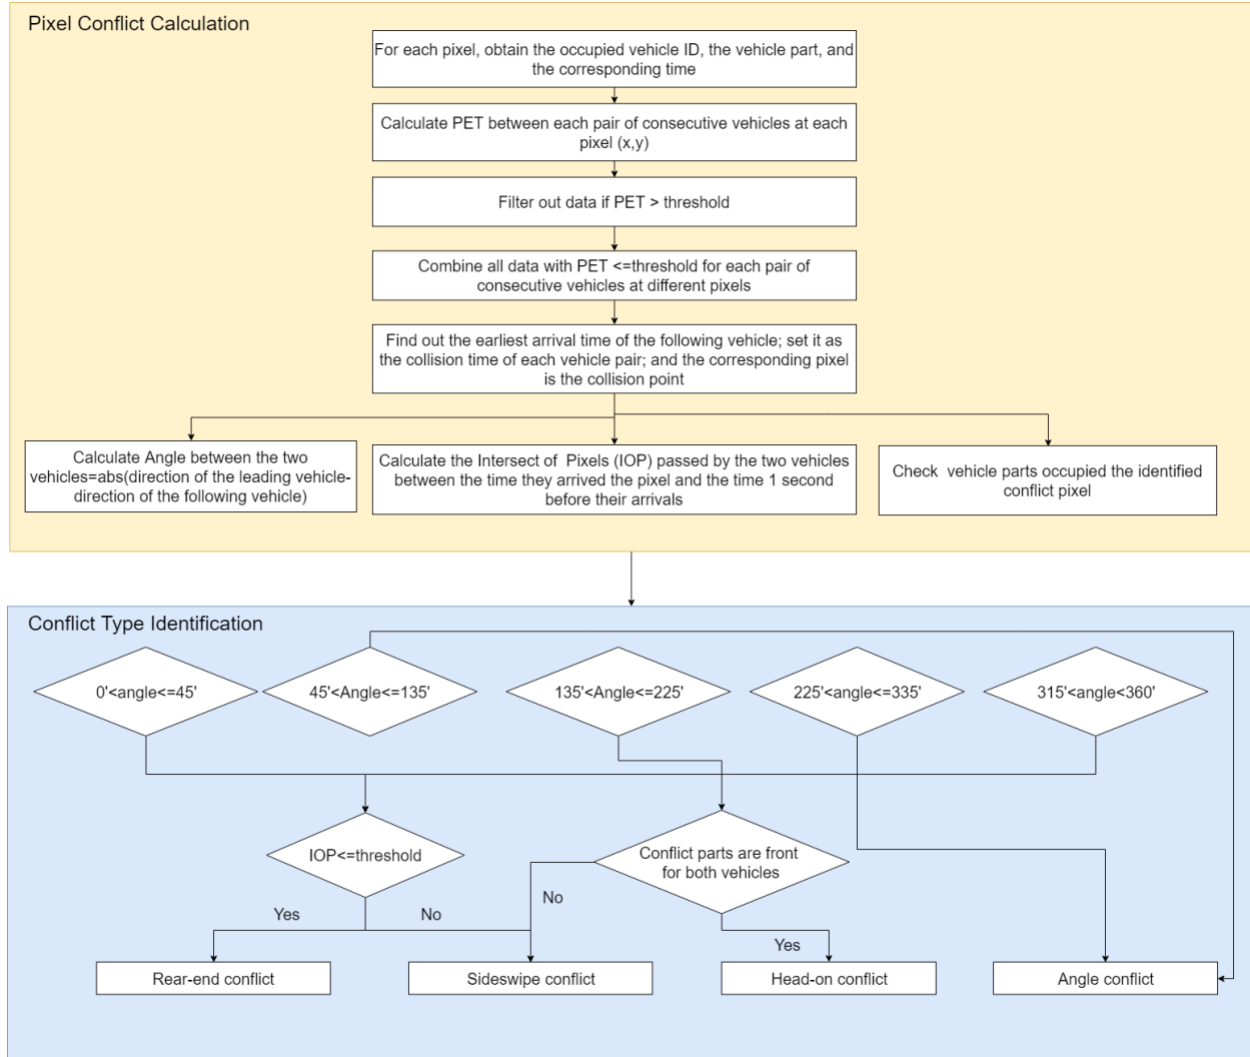 Pixel Conflict Calculation
For each pixel, obtain the occupied vehicle ID, the vehicle part, and
the corresponding time
Calculate PET between each pair of consecutive vehicles at each
pixel (x,y)
Filter out data if PET > threshold
Combine all data with PET <=threshold for each pair of
consecutive vehicles at different pixels
Find out the earliest arrival time of the following vehicle; set it as
the collision time of each vehicle pair; and the corresponding pixel
is the collision point
Calculate Angle between the two
vehicles=abs(direction of the leading vehicle-
direction of the following vehicle)
Calculate the Intersect of Pixels (IOP) passed by the two vehicles
between the time they arrived the pixel and the time 1 second
before their arrivals
Check vehicle parts occupied the identified
conflict pixel
Conflict Type Identification
0'<angle<=45'
45'<Angle<=135'
135'<Angle<=225'
225'<angle<=335'
315'<angle<360'
IOP<=threshold
Conflict parts are front
for both vehicles
Yes
No
No
Yes
Rear-end conflict
Sideswipe conflict
Head-on conflict
Angle conflict